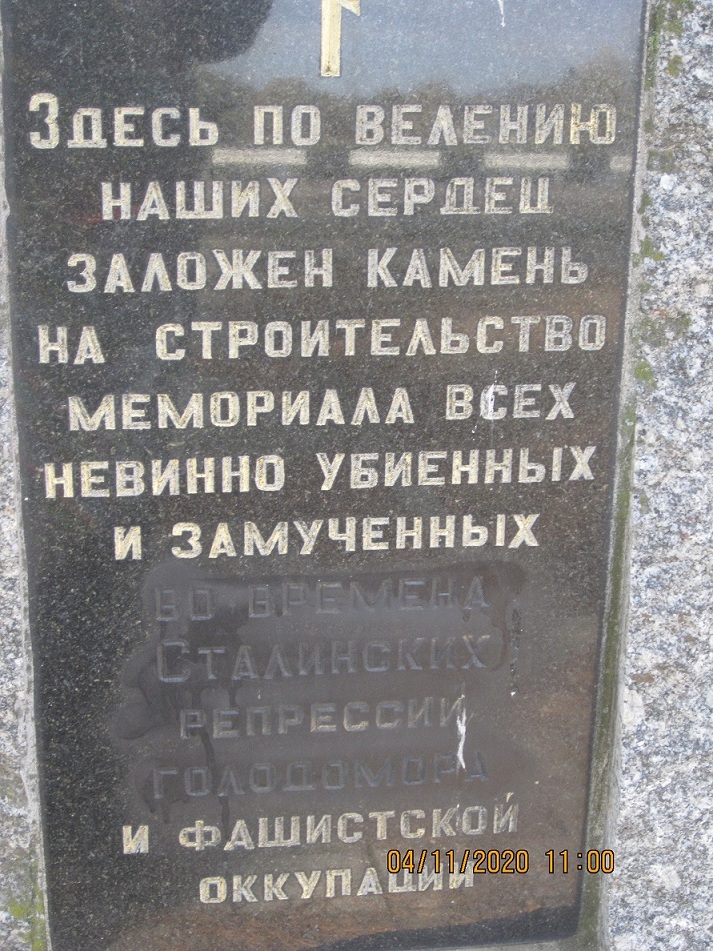 Здесь по велению
наших сердец
заложен камень
на строительство
мемориала всех
невинно убиенных
и замученных
во времена
Сталинских
репрессии
голодомора
и фашистской
оккупации
04/11/2020 11:00